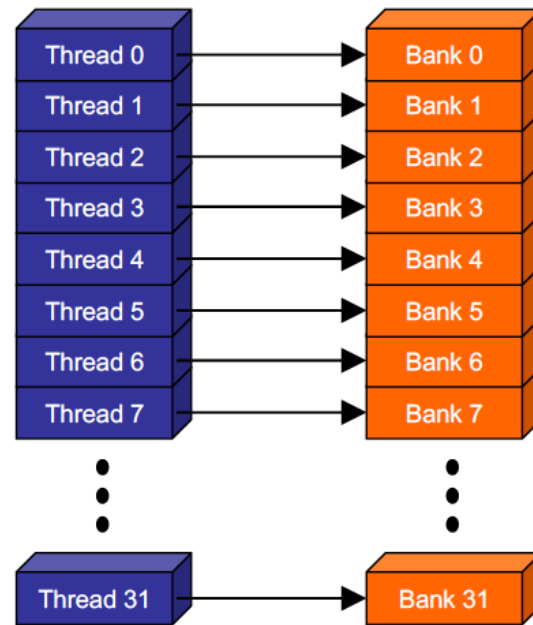 Thread 0 Bank 0
Thread 1 Bank 1
Thread 2 Bank 2
Thread 3 Bank 3
Thread 4 Bank 4
Thread 5 Bank 5
Thread 6 Bank 6
Thread 7 Bank 7
Thread 31 Bank 31